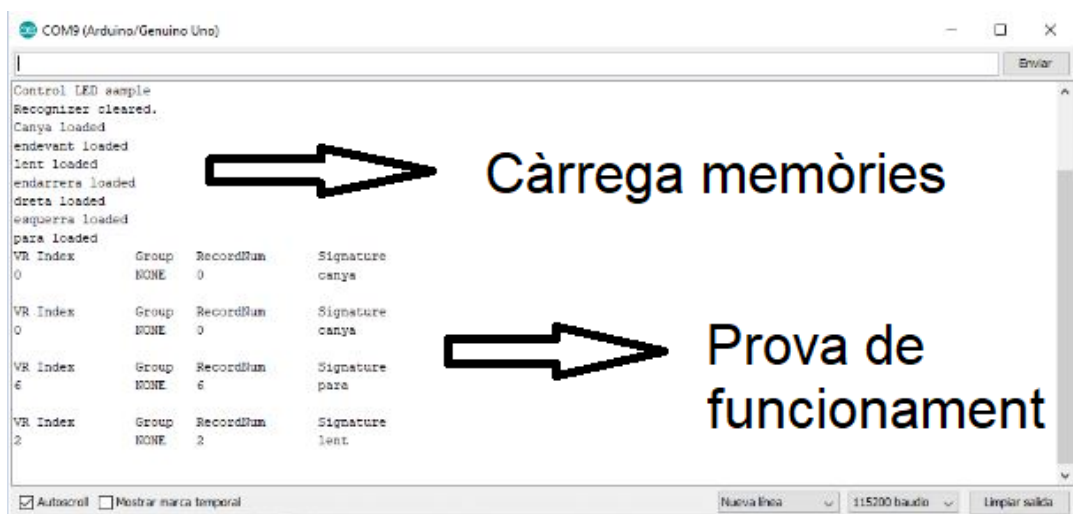 COM9 (Arduino/Genuino Uno)
Enviar
Control LED sample
Recognizer cleared.
Canya loaded
endevant loaded
lent loaded
endarrera loaded
dreta loaded
esquerra loaded
para loaded
Càrrega memòries
VR Index Group RecordNum Signature
0 NONE 0 canya
VR Index Group RecordNum Signature
0 NONE 0 canya
VR Index Group RecordNum Signature
6 NONE 6 para
VR Index Group RecordNum Signature
2 NONE 2 lent
Prova de
funcionament
Autoscroll Mostrar marca temporal Nueva línea 115200 baudio Limpiar salida